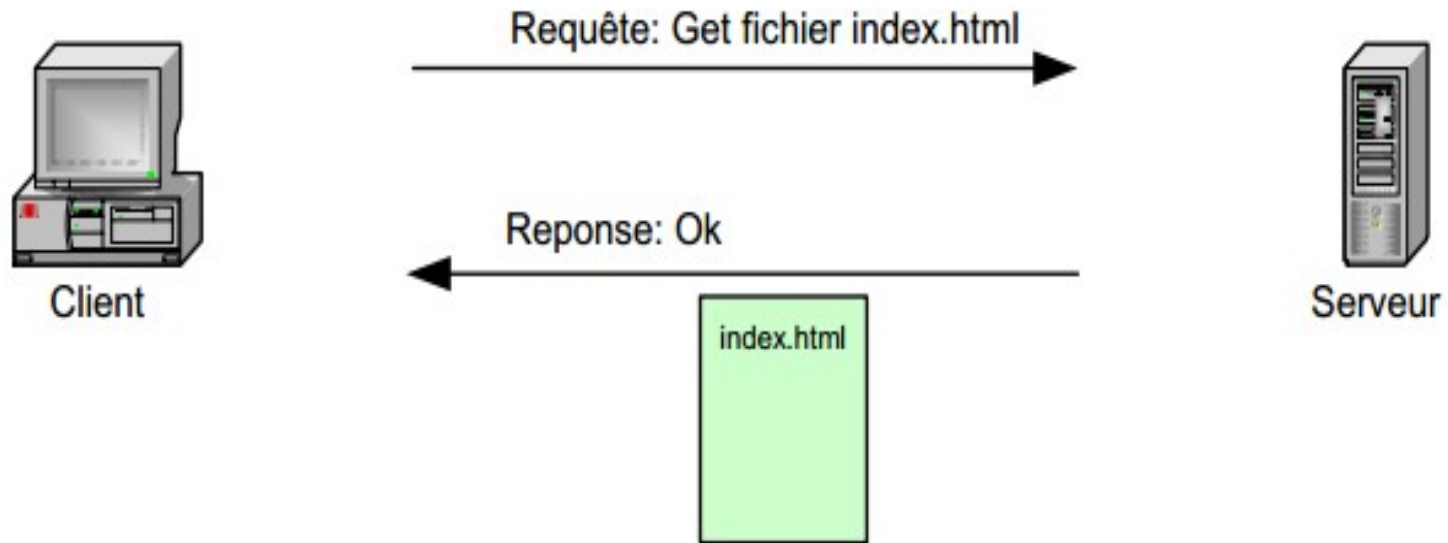 Requête: Get fichier index.html
Reponse: Ok
Client
Serveur
index.html